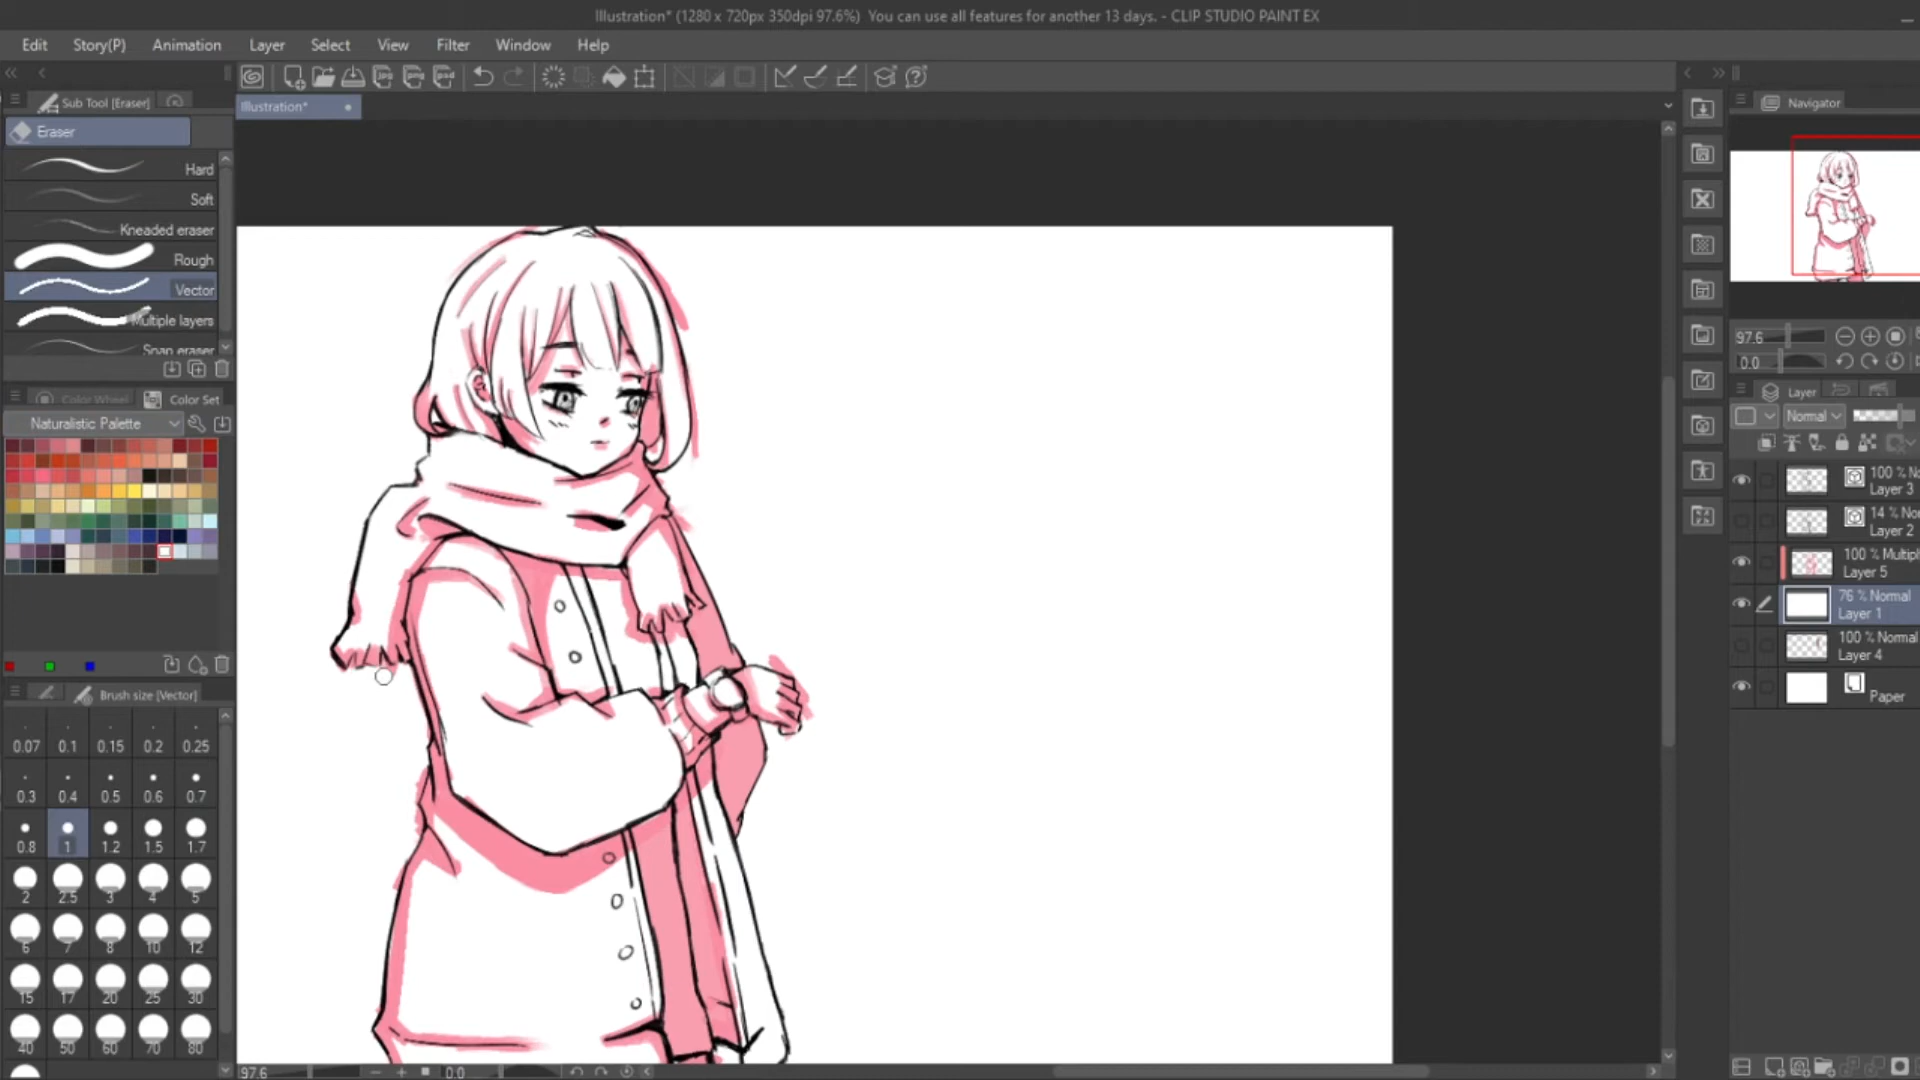 Illustration* (1280 x 720px 350dpi 97.6%)  You can use all features for another 13 days. - CLIP STUDIO PAINT EX
Edit Story(P) Animation Layer Select View Filter Window Help
Sub Tool [Eraser]
Illustration*
Navigator
Eraser
Hard
Soft
Kneaded eraser
Rough
Vector
Multiple layers
Snap eraser
97.6
0.0
Color Wheel Color Set
Layer
Naturalistic Palette
Normal
100 % No
Layer 3
14 % Nor
Layer 2
100 % Multipl
Layer 5
76 % Normal
Layer 1
100 % Normal
Layer 4
Paper
Brush size [Vector]
0.07 0.1 0.15 0.2 0.25
0.3 0.4 0.5 0.6 0.7
0.8 1 1.2 1.5 1.7
2 2.5 3 4 5
6 7 8 10 12
15 17 20 25 30
40 50 60 70 80
97.6 0.0